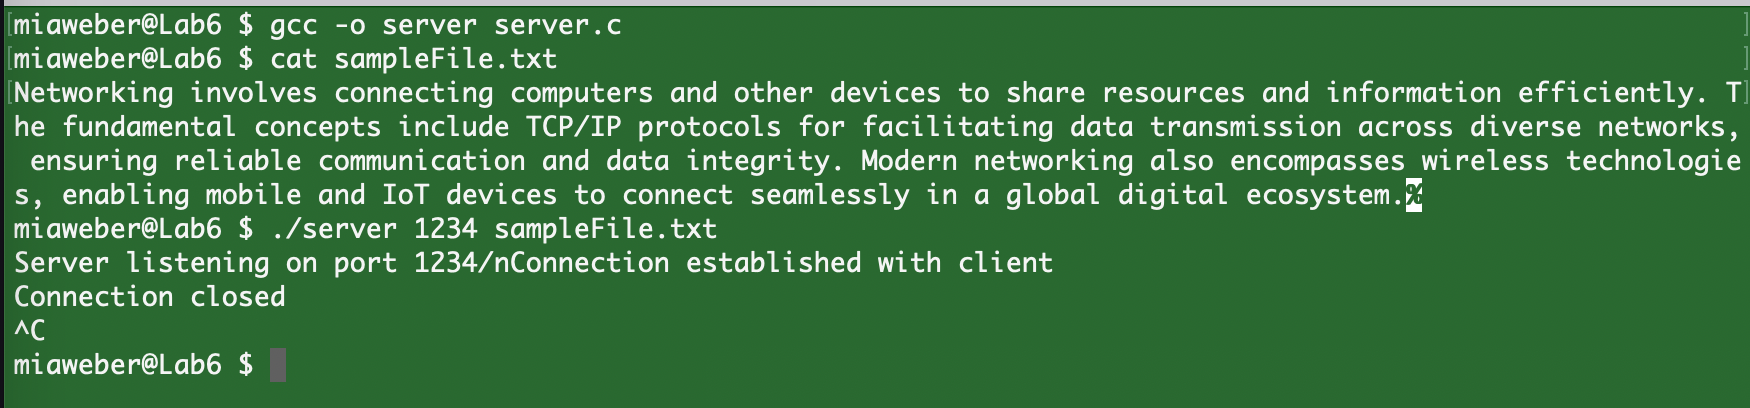 [miaweber@Lab6 $ gcc -o server server.c ]
[miaweber@Lab6 $ cat sampleFile.txt ]
[Networking involves connecting computers and other devices to share resources and information efficiently. T]
he fundamental concepts include TCP/IP protocols for facilitating data transmission across diverse networks,
 ensuring reliable communication and data integrity. Modern networking also encompasses wireless technologie
s, enabling mobile and IoT devices to connect seamlessly in a global digital ecosystem.%
miaweber@Lab6 $ ./server 1234 sampleFile.txt
Server listening on port 1234/nConnection established with client
Connection closed
^C
miaweber@Lab6 $